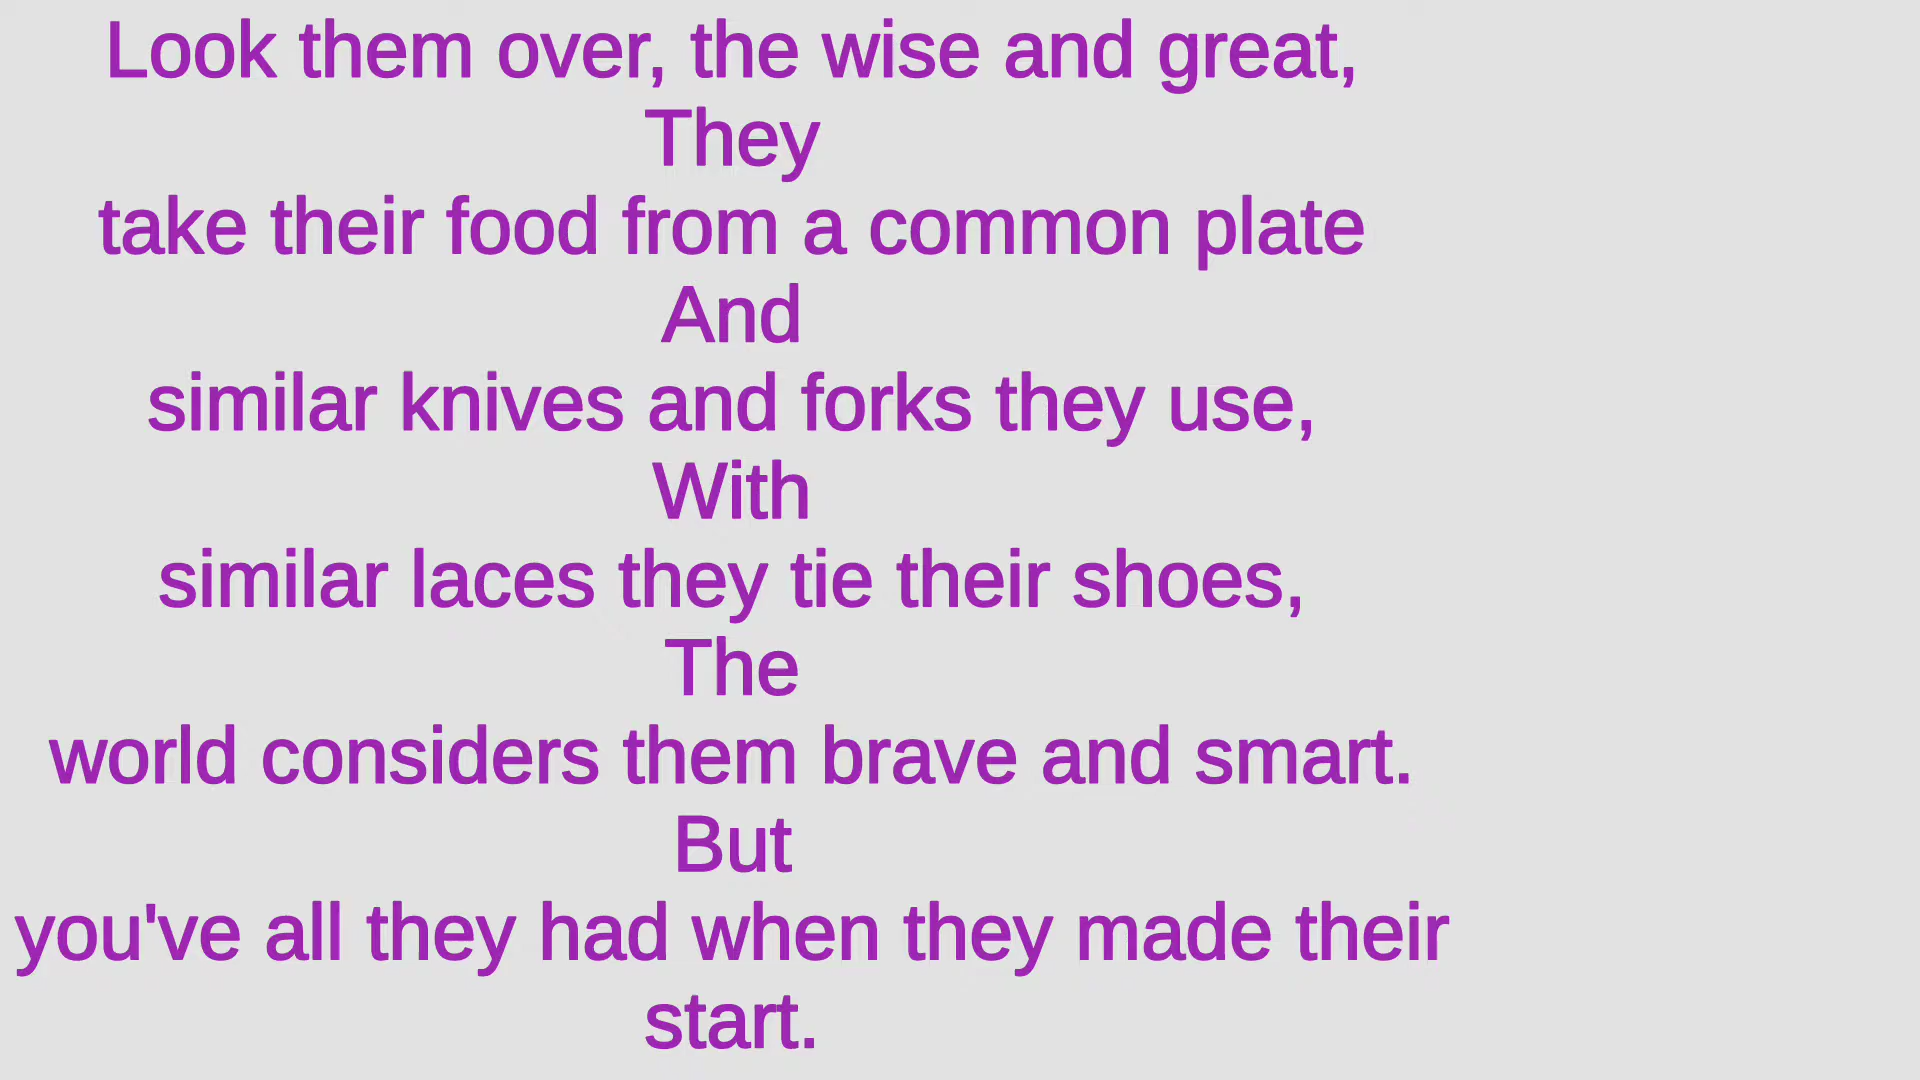 Look them over, the wise and great,
They
take their food from a common plate
And
similar knives and forks they use,
With
similar laces they tie their shoes,
The
world considers them brave and smart.
But
you've all they had when they made their
start.